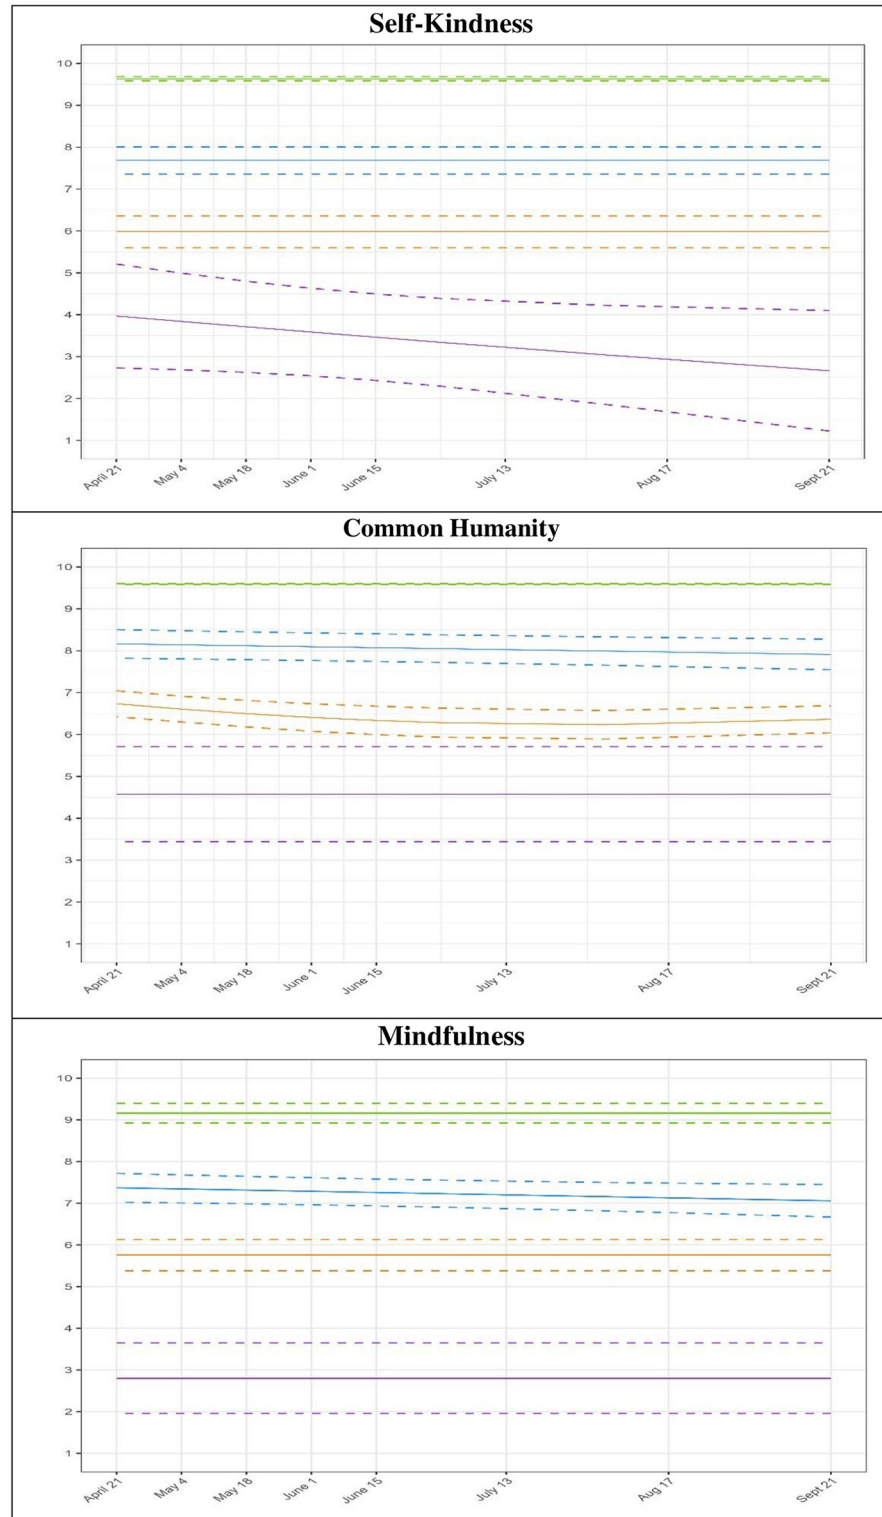 Self-Kindness
10
9
8
7
6
5
4
3
2
1
April 21
May 4
May 18
June 1
June 15
July 13
Aug 17
Sept 21
Common Humanity
10
9
8
7
6
5
4
3
2
1
April 21
May 4
May 18
June 1
June 15
July 13
Aug 17
Sept 21
Mindfulness
10
9
8
7
6
5
4
3
2
1
April 21
May 4
May 18
June 1
June 15
July 13
Aug 17
Sept 21